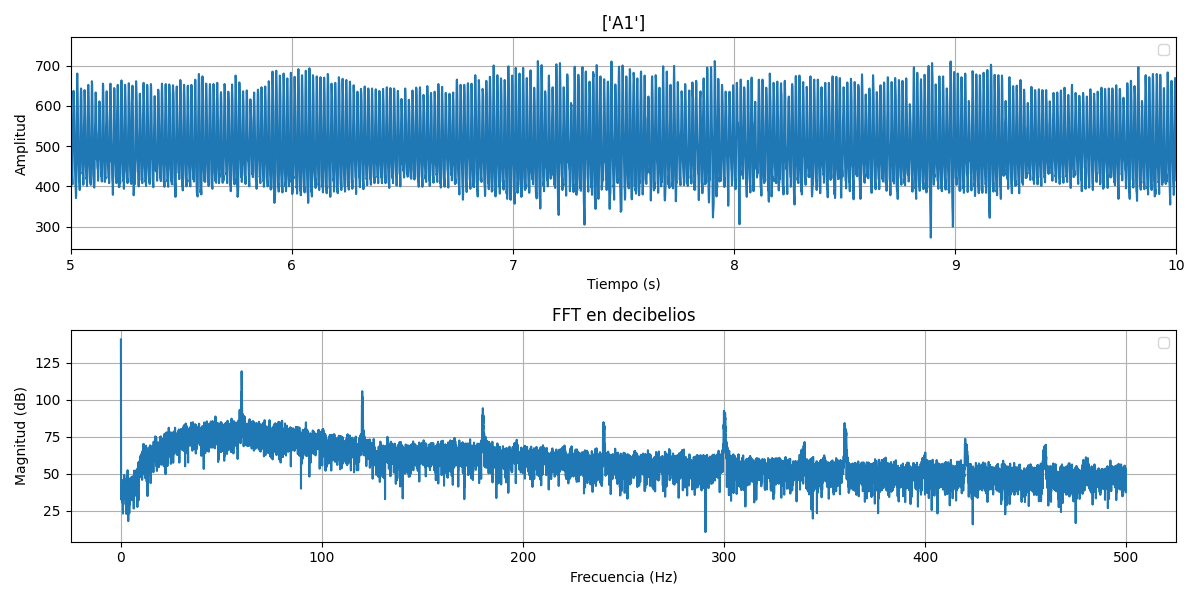 ['A1']
Amplitud
700
600
500
400
300
5 6 7 8 9 10
Tiempo (s)
FFT en decibelios
Magnitud (dB)
125
100
75
50
25
0 100 200 300 400 500
Frecuencia (Hz)